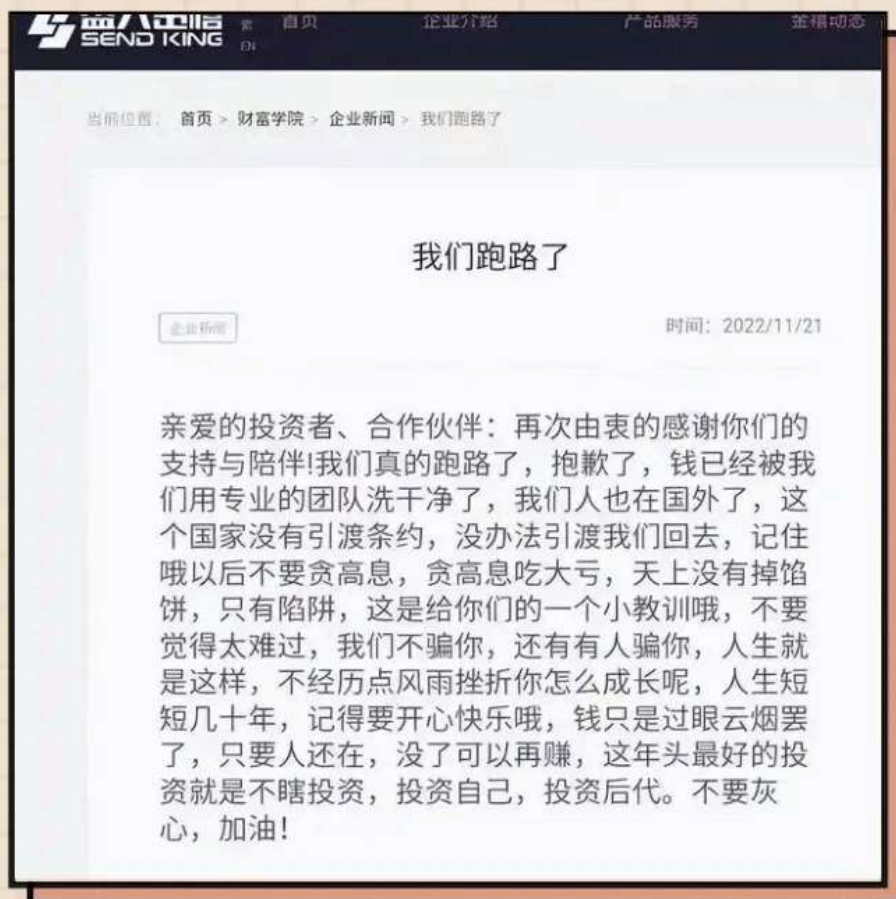 SEND KING
繁
EN
首页 企业介绍 产品服务 金禧动态
当前位置： 首页 > 财富学院 > 企业新闻 > 我们跑路了
我们跑路了
企业新闻 时间：2022/11/21
亲爱的投资者、合作伙伴：再次由衷的感谢你们的
支持与陪伴!我们真的跑路了，抱歉了，钱已经被我
们用专业的团队洗干净了，我们人也在国外了，这
个国家没有引渡条约，没办法引渡我们回去，记住
哦以后不要贪高息，贪高息吃大亏，天上没有掉馅
饼，只有陷阱，这是给你们的一个小教训哦，不要
觉得太难过，我们不骗你，还有有人骗你，人生就
是这样，不经历点风雨挫折你怎么成长呢，人生短
短几十年，记得要开心快乐哦，钱只是过眼云烟罢
了，只要人还在，没了可以再赚，这年头最好的投
资就是不瞎投资，投资自己，投资后代。不要灰
心，加油！